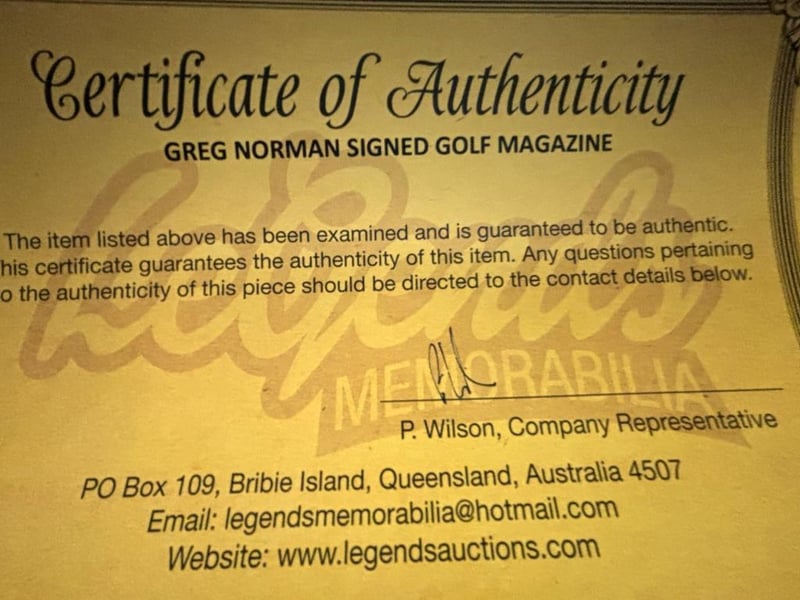 Certificate of Authenticity
GREG NORMAN SIGNED GOLF MAGAZINE
Legends
MEMORABILIA
The item listed above has been examined and is guaranteed to be authentic.
his certificate guarantees the authenticity of this item. Any questions pertaining
o the authenticity of this piece should be directed to the contact details below.
P. Wilson, Company Representative
PO Box 109, Bribie Island, Queensland, Australia 4507
Email: legendsmemorabilia@hotmail.com
Website: www.legendsauctions.com